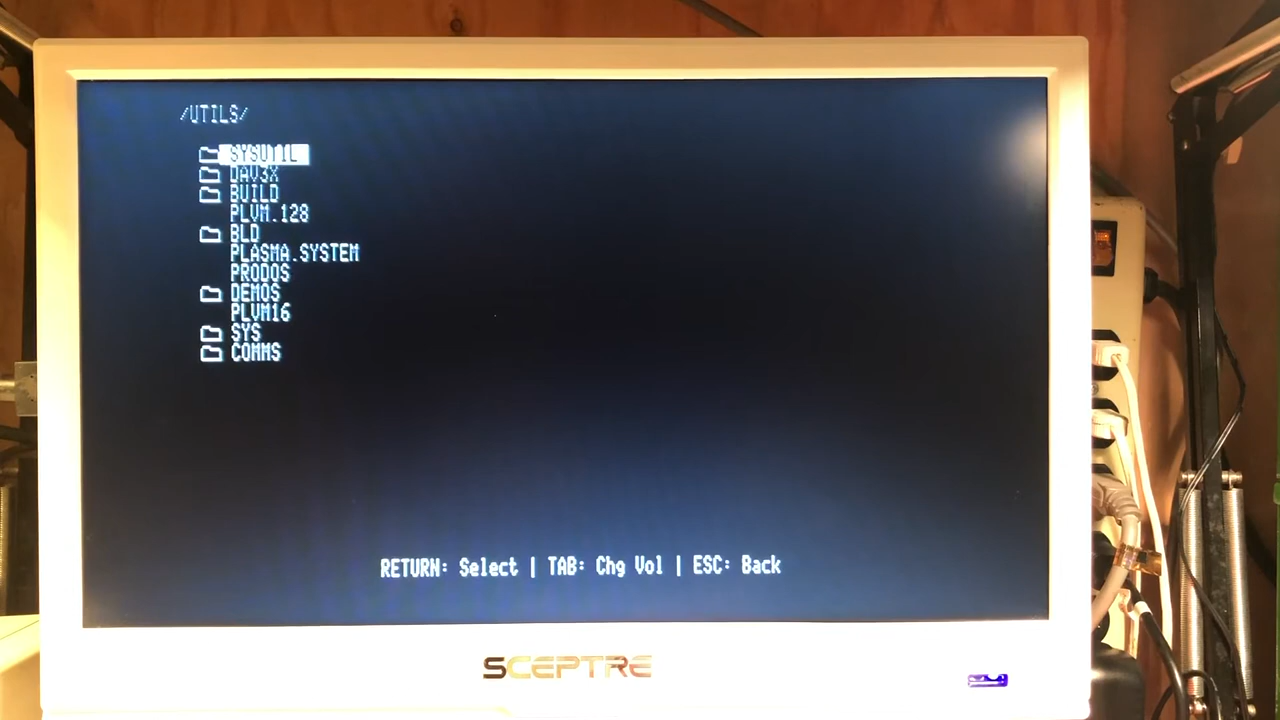 /UTILS/
SYSUTIL
DAV3X
BUILD
PLVM.128
BLD
PLASMA.SYSTEM
PRODOS
DEMOS
PLVM16
SYS
COMMS
RETURN: Select | TAB: Chg Vol | ESC: Back
SCEPTRE